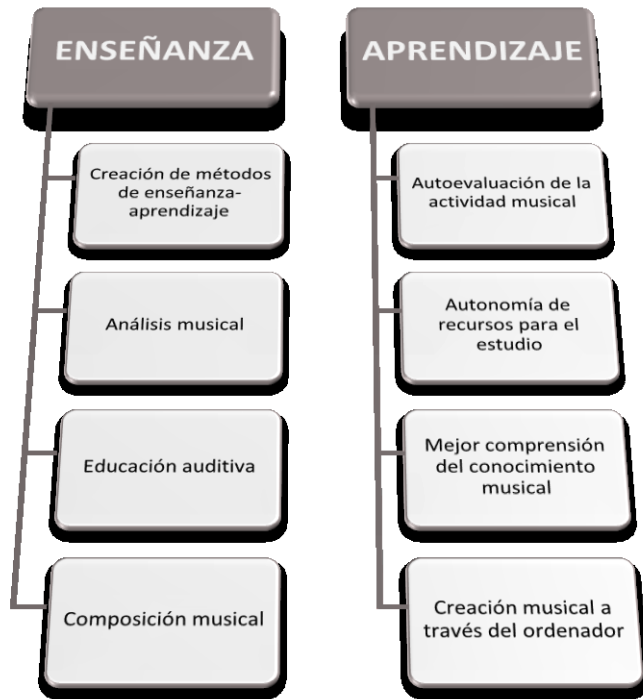 ENSEÑANZA
Creación de métodos
de enseñanza-
aprendizaje
Análisis musical
Educación auditiva
Composición musical
APRENDIZAJE
Autoevaluación de la
actividad musical
Autonomía de
recursos para el
estudio
Mejor comprensión
del conocimiento
musical
Creación musical a
través del ordenador